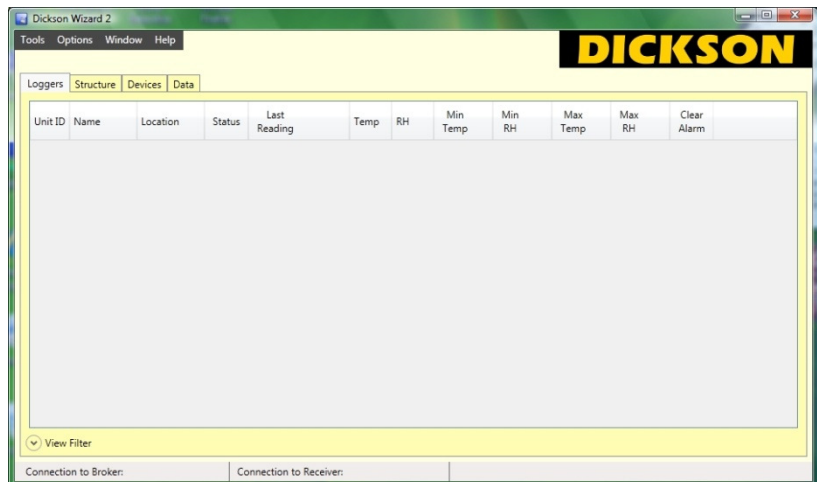 Dickson Wizard 2
Tools Options Window Help
DICKSON
Loggers Structure Devices Data
Unit ID Name Location Status Last Reading Temp RH Min Temp Min RH Max Temp Max RH Clear Alarm
View Filter
Connection to Broker: Connection to Receiver: